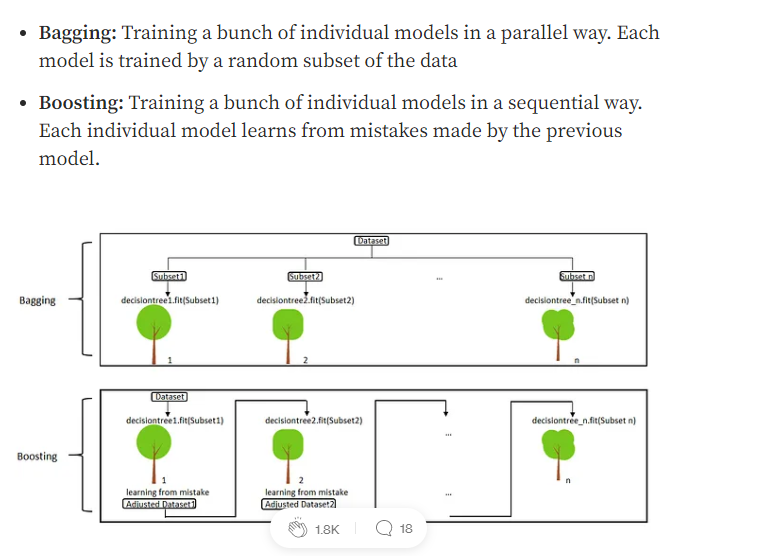 Bagging: Training a bunch of individual models in a parallel way. Each
model is trained by a random subset of the data
Boosting: Training a bunch of individual models in a sequential way.
Each individual model learns from mistakes made by the previous
model.
Dataset
Subset1
Subset2
...
Subset n
Bagging
decisiontree1.fit(Subset1)
decisiontree2.fit(Subset2)
decisiontree_n.fit(Subset n)
1
2
n
Dataset
decisiontree1.fit(Subset1)
decisiontree2.fit(Subset2)
decisiontree_n.fit(Subset n)
...
Boosting
1
2
n
learning from mistake
learning from mistake
...
Adjusted Dataset1
Adjusted Dataset2
1.8K
18